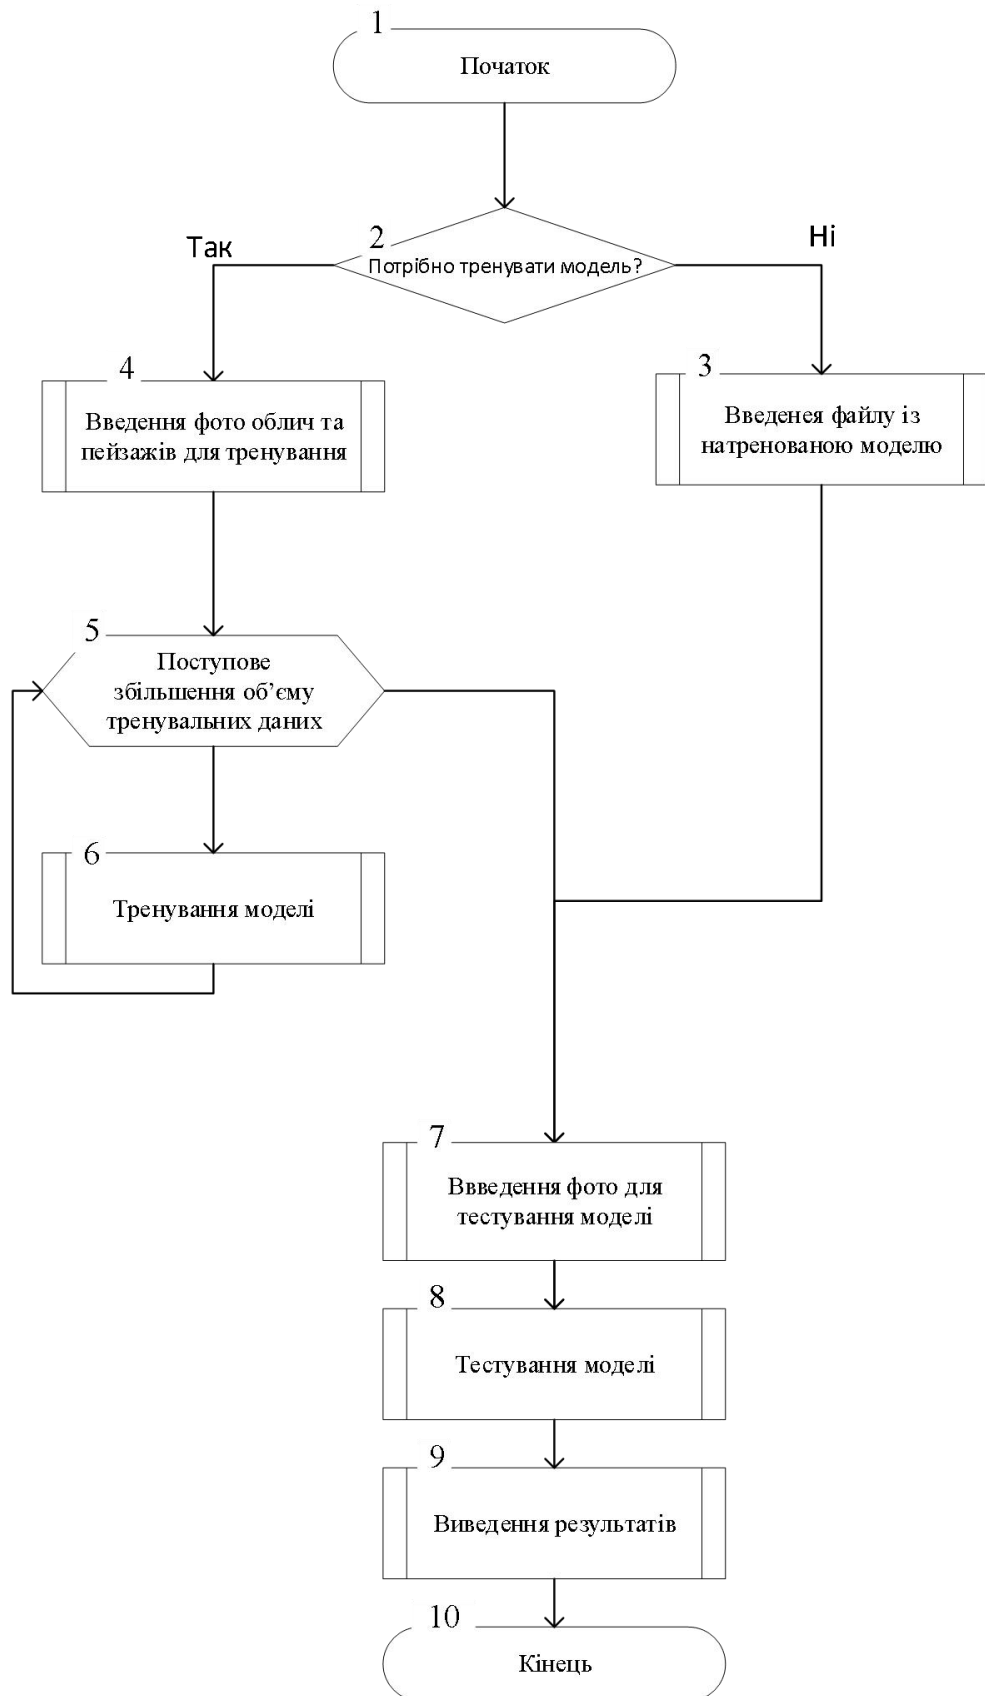 1
Початок
2
Потрібно тренувати модель?
Так
Ні
4
Введення фото облич та
пейзажів для тренування
3
Введенея файлу із
натренованою моделю
5
Поступове
збільшення об’єму
тренувальних даних
6
Тренування моделі
7
Ввведення фото для
тестування моделі
8
Тестування моделі
9
Виведення результатів
10
Кінець